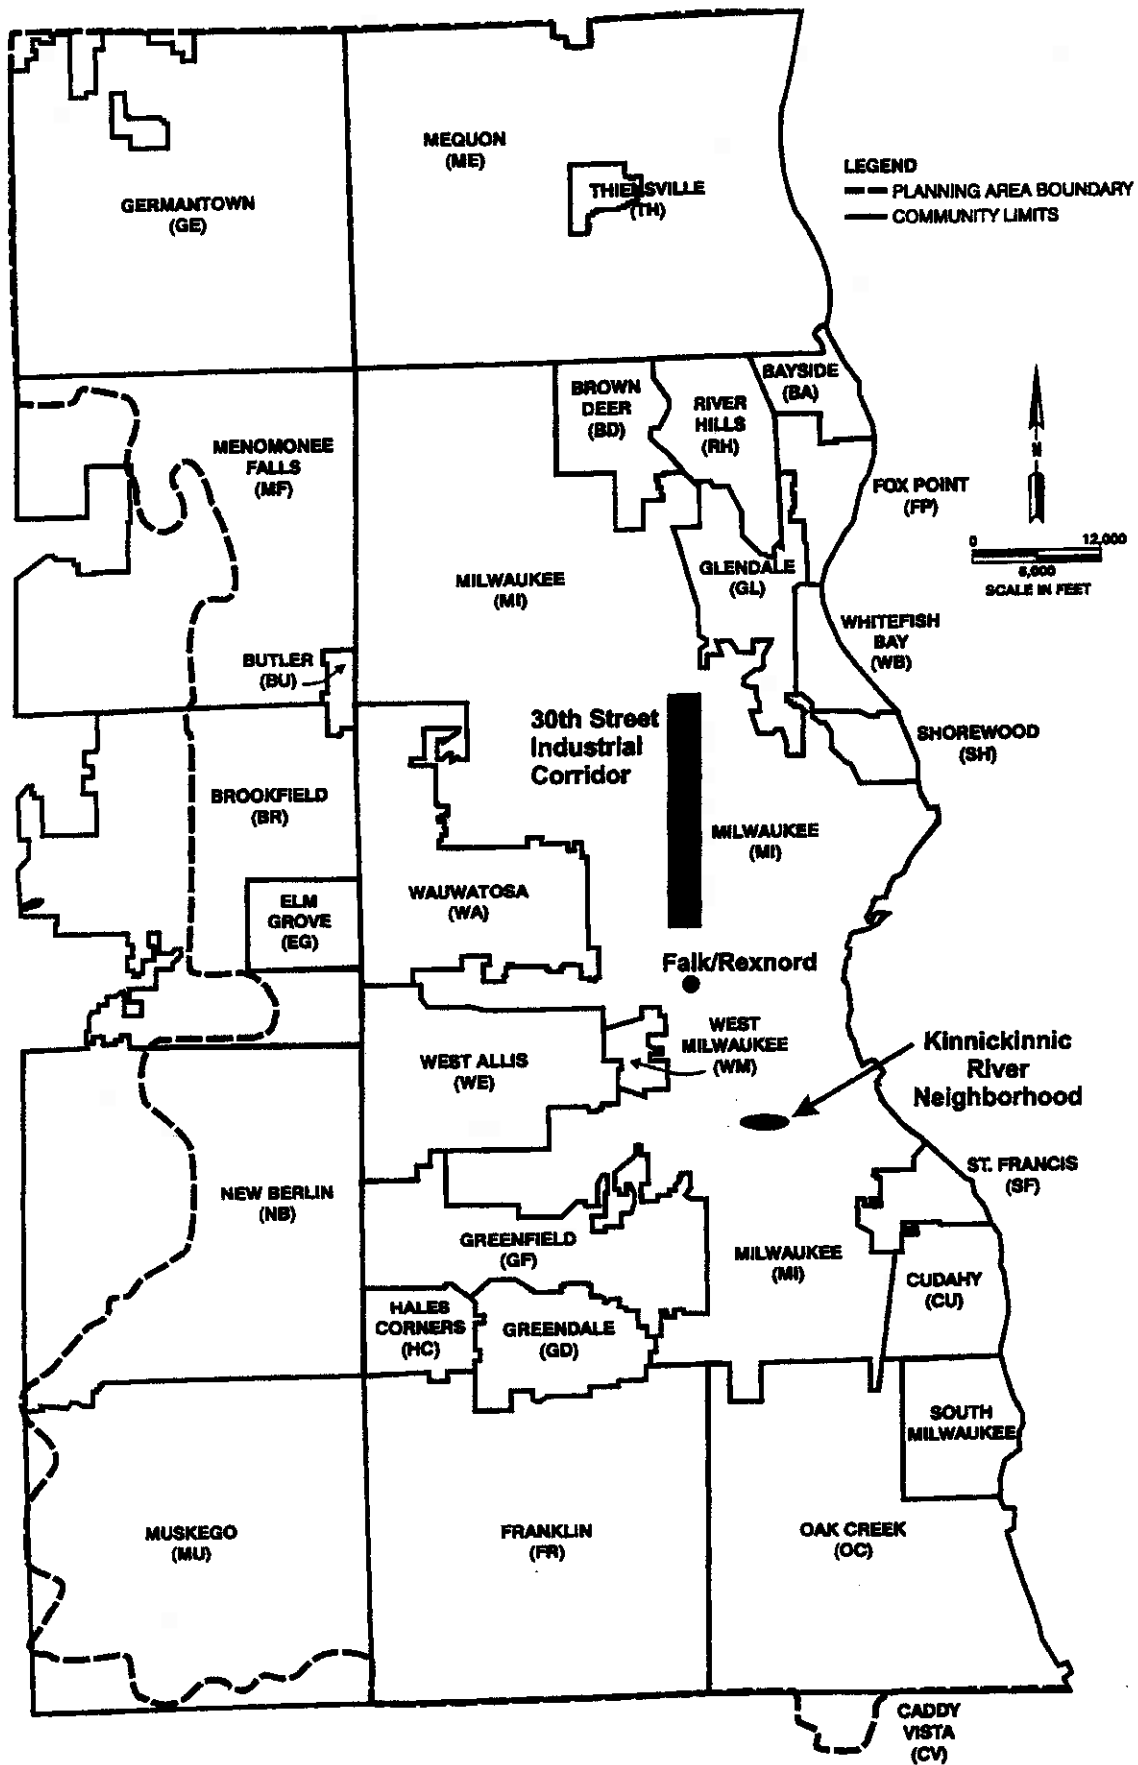 MEQUON
(ME)
LEGEND
PLANNING AREA BOUNDARY
COMMUNITY LIMITS
THIENSVILLE
(TH)
GERMANTOWN
(GE)
BAYSIDE
(BA)
BROWN
DEER
(BD)
RIVER
HILLS
(RH)
MENOMONEE
FALLS
(MF)
N
FOX POINT
(FP)
0 12,000
6,000
SCALE IN FEET
MILWAUKEE
(MI)
GLENDALE
(GL)
WHITEFISH
BAY
(WB)
BUTLER
(BU)
30th Street
Industrial
Corridor
SHOREWOOD
(SH)
BROOKFIELD
(BR)
MILWAUKEE
(MI)
WAUWATOSA
(WA)
ELM
GROVE
(EG)
Falk/Rexnord
WEST
MILWAUKEE
(WM)
WEST ALLIS
(WE)
Kinnickinnic
River
Neighborhood
ST. FRANCIS
(SF)
NEW BERLIN
(NB)
GREENFIELD
(GF)
MILWAUKEE
(MI)
CUDAHY
(CU)
HALES
CORNERS
(HC)
GREENDALE
(GD)
SOUTH
MILWAUKEE
MUSKEGO
(MU)
FRANKLIN
(FR)
OAK CREEK
(OC)
CADDY
VISTA
(CV)